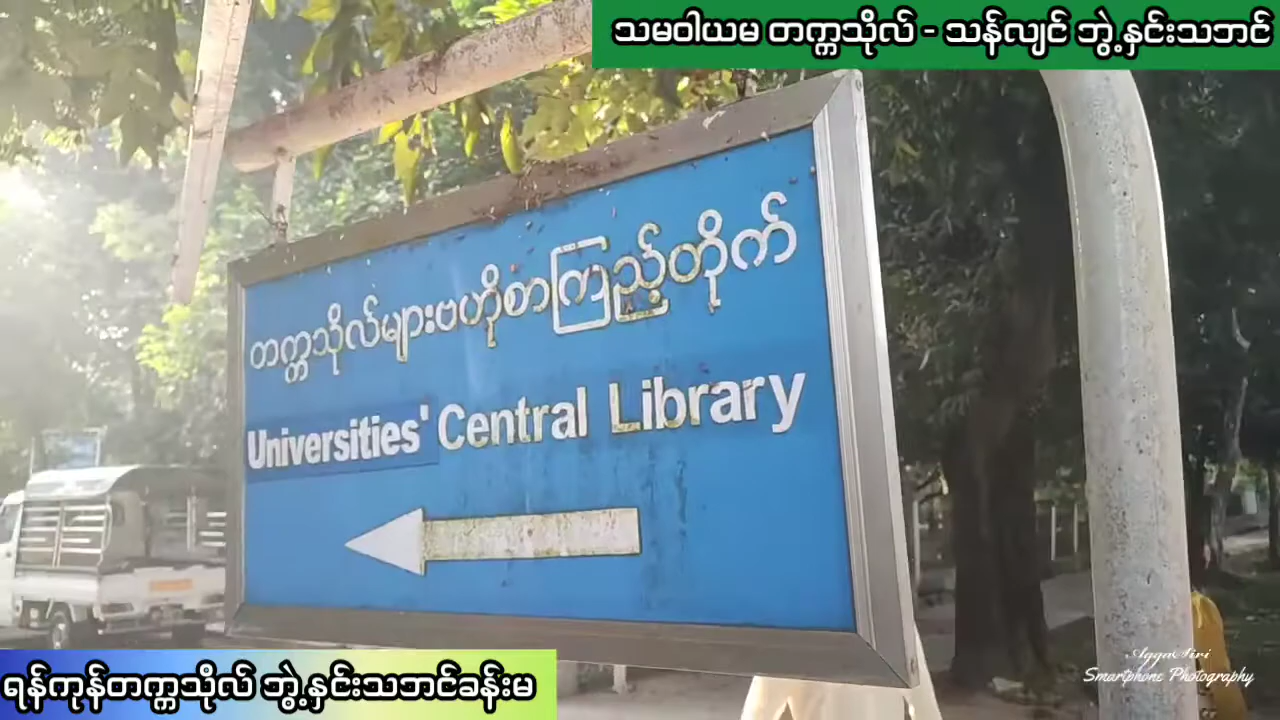 သမဝါယမ တက္ကသိုလ် - သန်လျင် ဘွဲ့နှင်းသဘင်
တက္ကသိုလ်များဗဟိုစာကြည့်တိုက်
Universities' Central Library
ရန်ကုန်တက္ကသိုလ် ဘွဲ့နှင်းသဘင်ခန်းမ
AggaSiri
Smartphone Photography